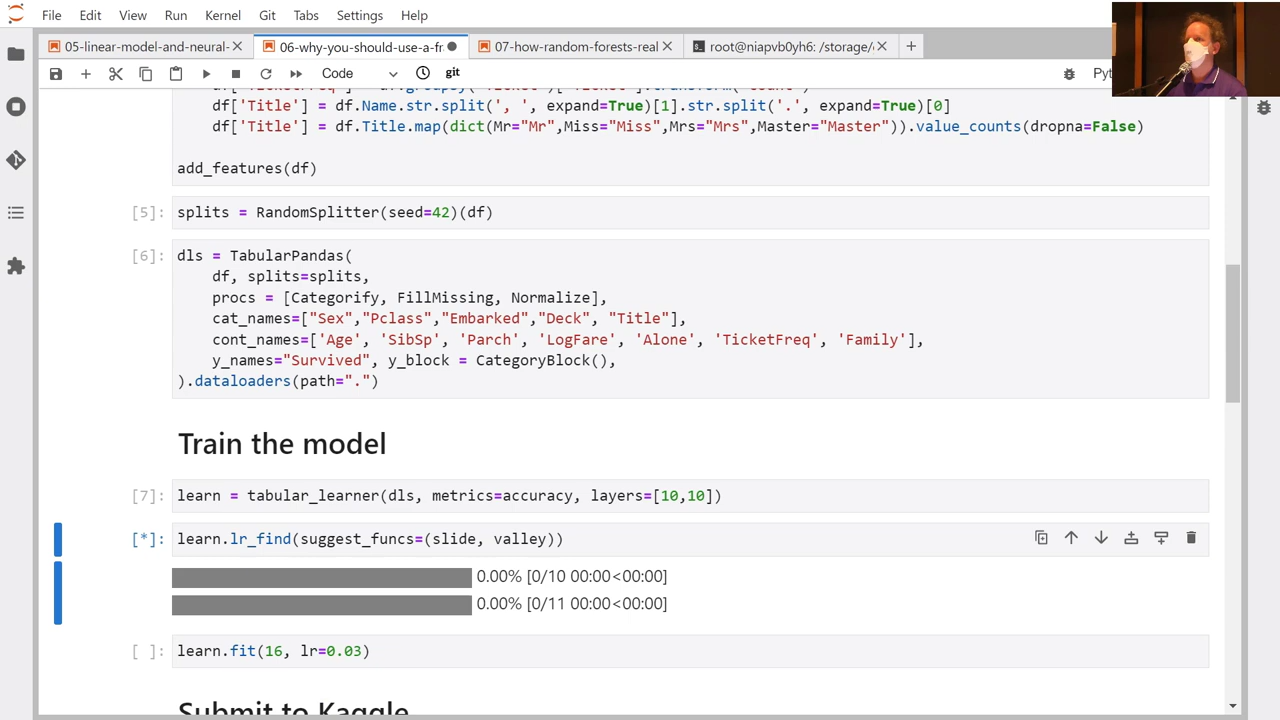 File Edit View Run Kernel Git Tabs Settings Help
05-linear-model-and-neural- 06-why-you-should-use-a-fr 07-how-random-forests-real root@niapvb0yh6: /storage/
Code git Pyt
df['Title'] = df.Name.str.split(', ', expand=True)[1].str.split('.', expand=True)[0]
df['Title'] = df.Title.map(dict(Mr="Mr",Miss="Miss",Mrs="Mrs",Master="Master")).value_counts(dropna=False)
add_features(df)
[5]: splits = RandomSplitter(seed=42)(df)
[6]: dls = TabularPandas(
df, splits=splits,
procs = [Categorify, FillMissing, Normalize],
cat_names=["Sex","Pclass","Embarked","Deck", "Title"],
cont_names=['Age', 'SibSp', 'Parch', 'LogFare', 'Alone', 'TicketFreq', 'Family'],
y_names="Survived", y_block = CategoryBlock(),
).dataloaders(path=".")
Train the model
[7]: learn = tabular_learner(dls, metrics=accuracy, layers=[10,10])
[*]: learn.lr_find(suggest_funcs=(slide, valley))
0.00% [0/10 00:00<00:00]
0.00% [0/11 00:00<00:00]
[ ]: learn.fit(16, lr=0.03)
Submit to Kaggle